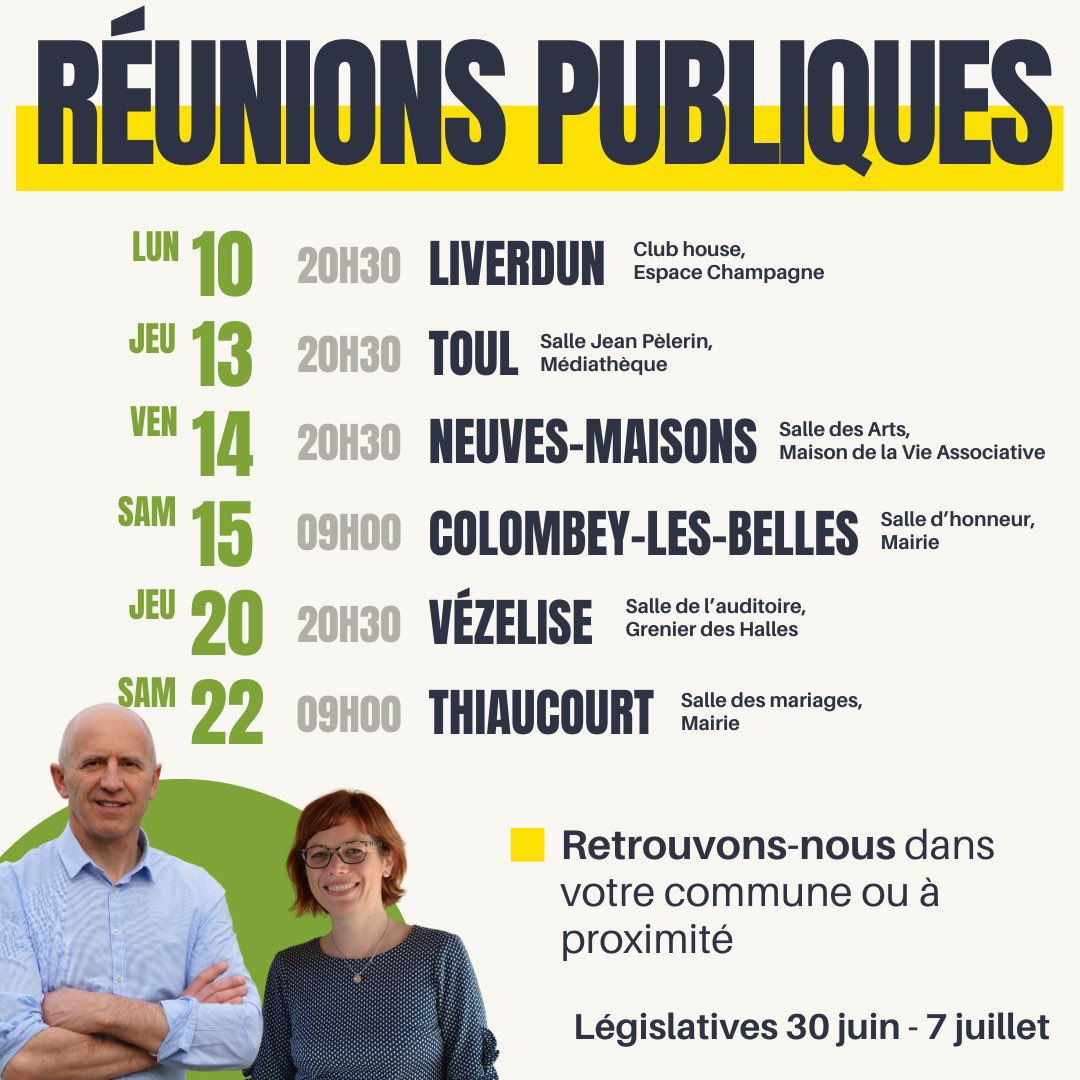 RÉUNIONS PUBLIQUES
LUN 10 20H30 LIVERDUN Club house,
Espace Champagne
JEU 13 20H30 TOUL Salle Jean Pèlerin,
Médiathèque
VEN 14 20H30 NEUVES-MAISONS Salle des Arts,
Maison de la Vie Associative
SAM 15 09H00 COLOMBEY-LES-BELLES Salle d’honneur,
Mairie
JEU 20 20H30 VÉZELISE Salle de l’auditoire,
Grenier des Halles
SAM 22 09H00 THIAUCOURT Salle des mariages,
Mairie
Retrouvons-nous dans
votre commune ou à
proximité
Législatives 30 juin - 7 juillet